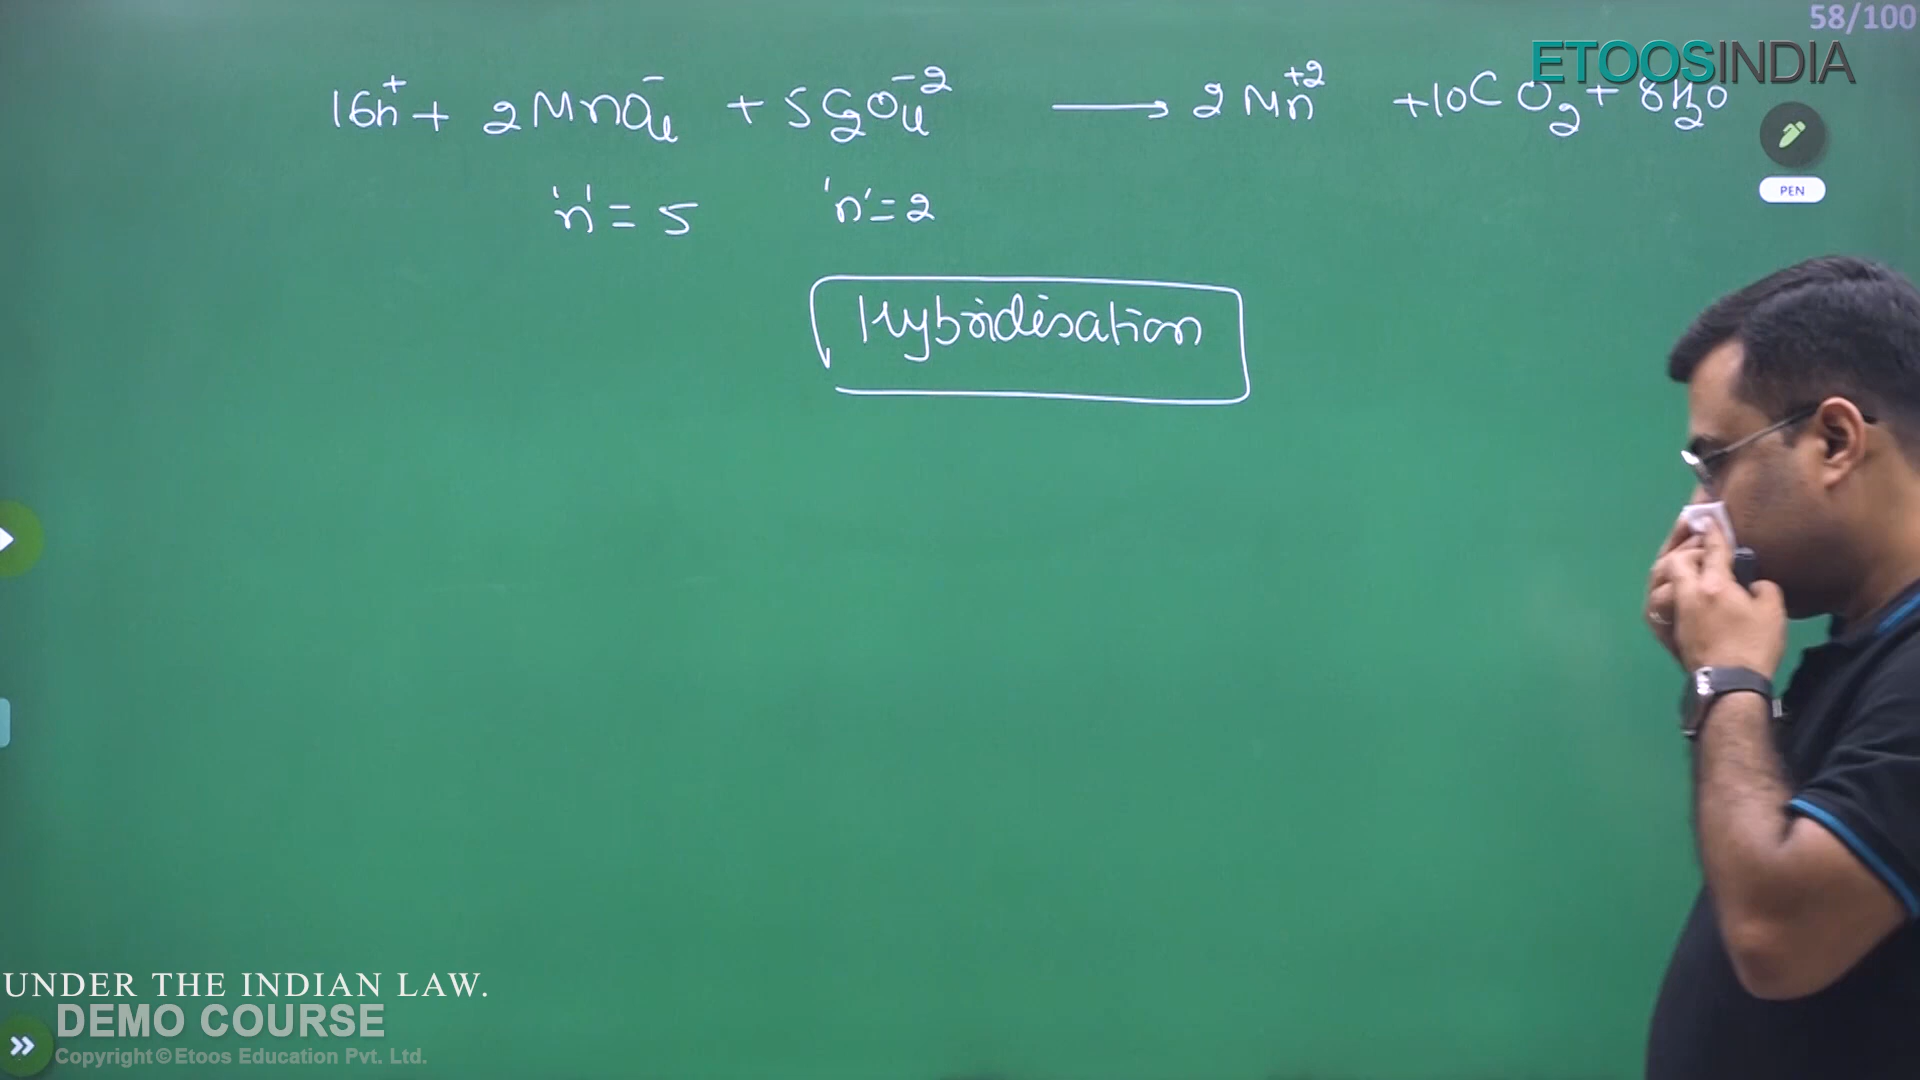 58/100
ETOOSINDIA
16H⁺ + 2MnO₄⁻ + 5C₂O₄⁻² ⟶ 2Mn⁺² + 10CO₂ + 8H₂O
PEN
'n' = 5 'n' = 2
Hybridisation
UNDER THE INDIAN LAW.
DEMO COURSE
Copyright©Etoos Education Pvt. Ltd.